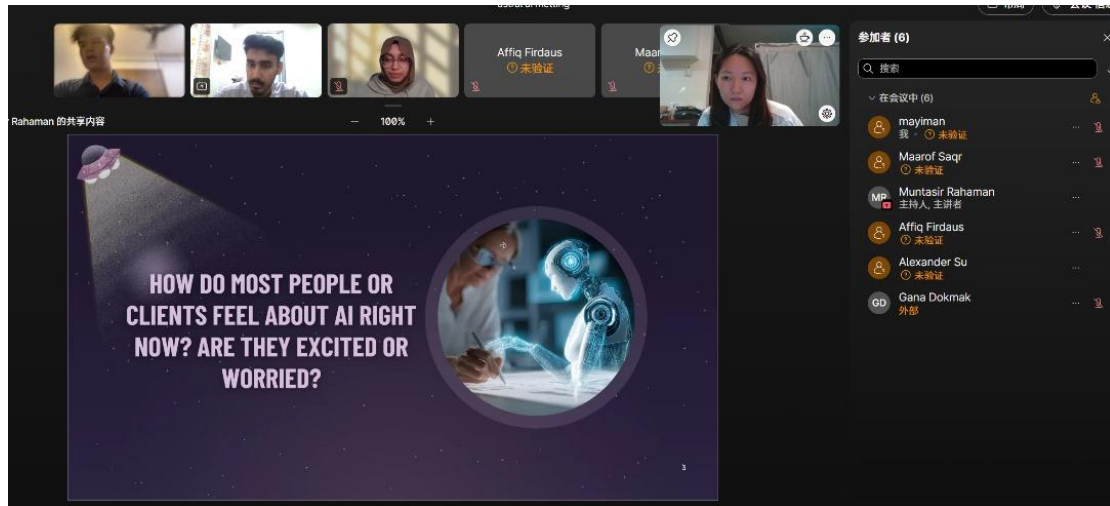 参加者 (6)
Affiq Firdaus
未验证
搜索
在会议中 (6)
Rahaman 的共享内容
100%
mayiman
我
未验证
Maarof Saqr
未验证
MR
Muntasir Rahaman
主持人, 主讲者
Affiq Firdaus
未验证
Alexander Su
未验证
GD
Gana Dokmak
外部
HOW DO MOST PEOPLE OR
CLIENTS FEEL ABOUT AI RIGHT
NOW? ARE THEY EXCITED OR
WORRIED?
3